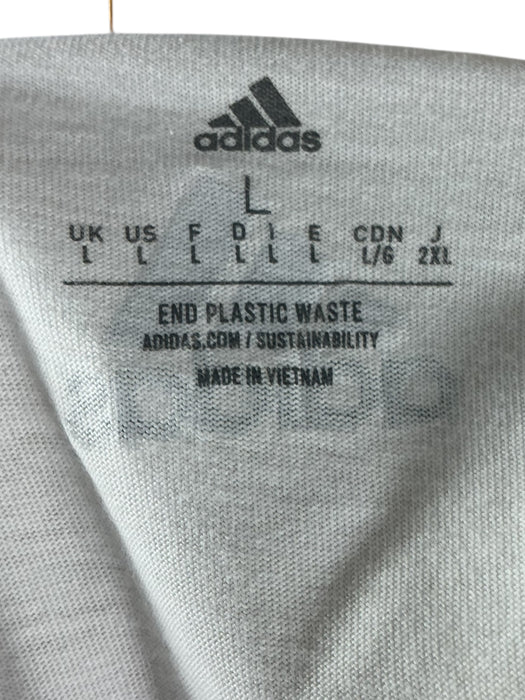 adidas
L
UK US F D I E CDN J
L L L L L L L/G 2XL
END PLASTIC WASTE
ADIDAS.COM / SUSTAINABILITY
MADE IN VIETNAM